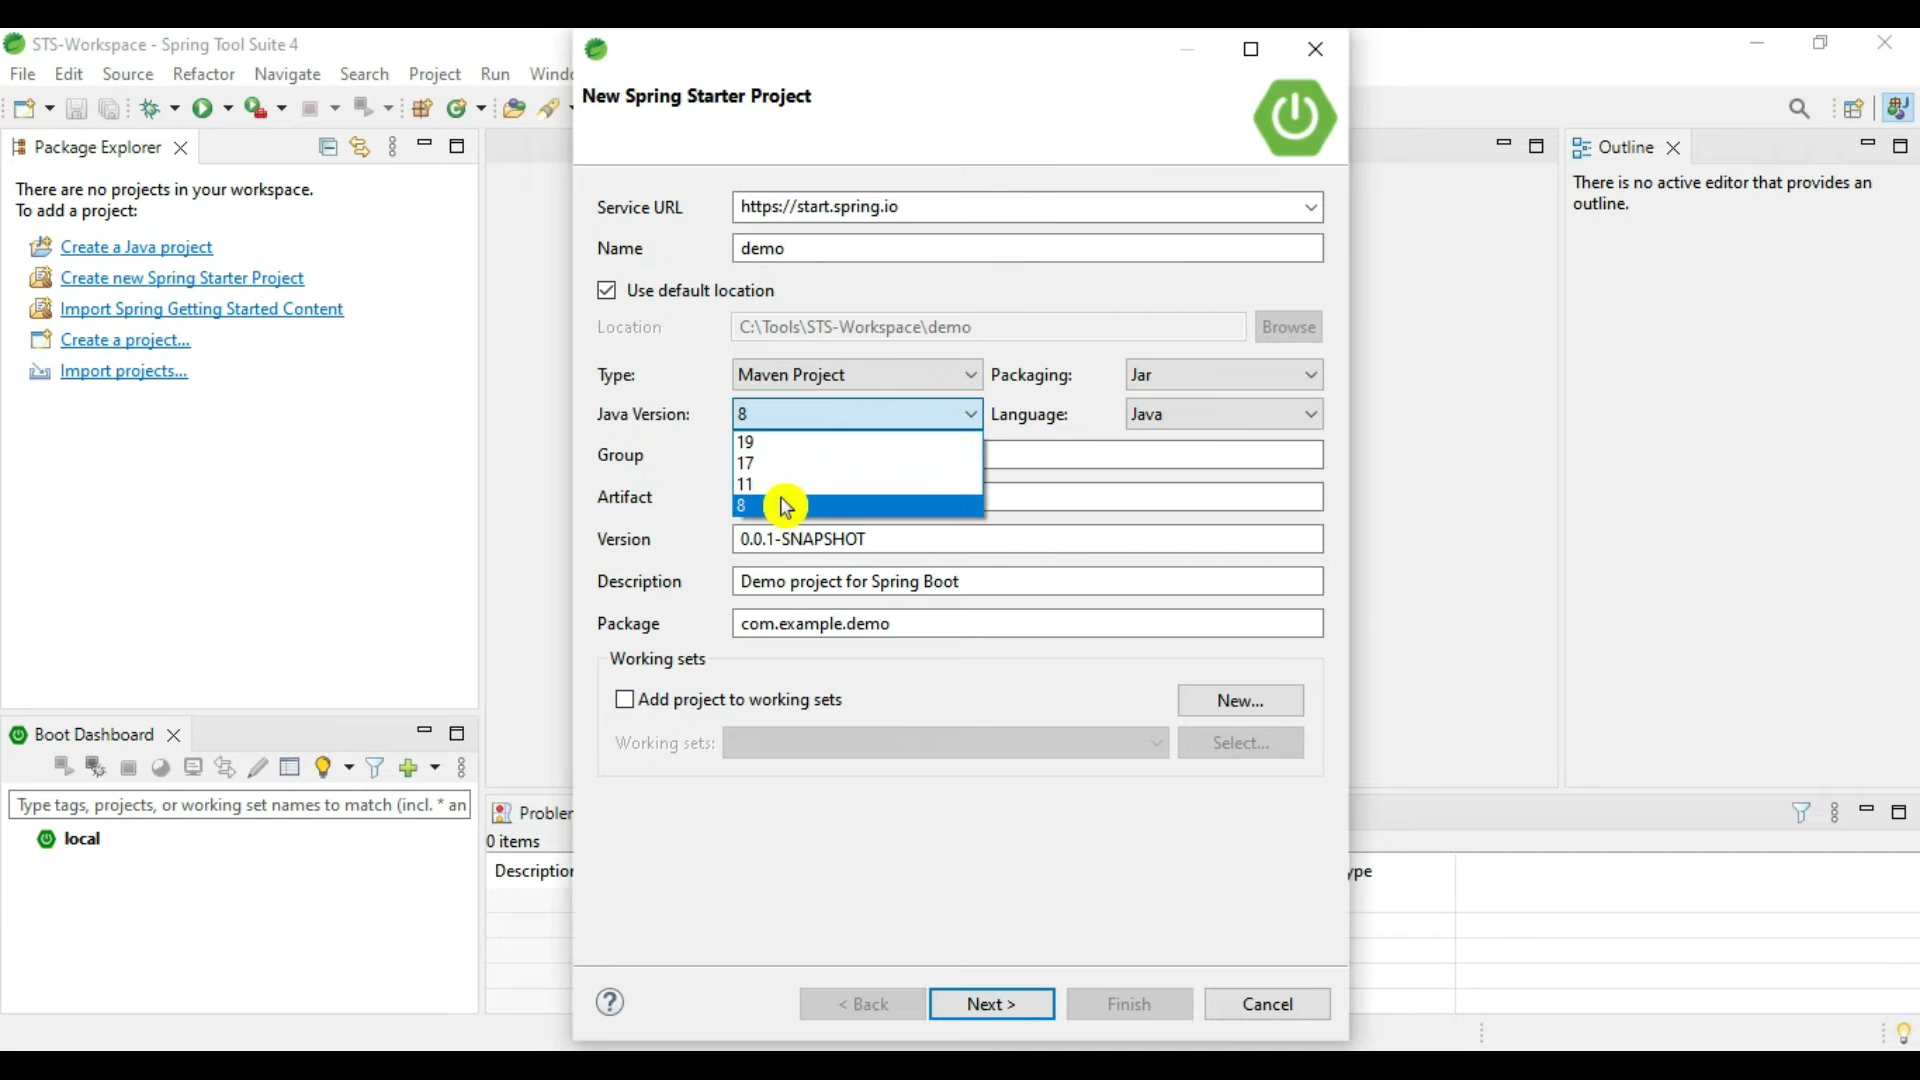 STS-Workspace - Spring Tool Suite 4
File Edit Source Refactor Navigate Search Project Run
Package Explorer
There are no projects in your workspace.
To add a project:
Create a Java project
Create new Spring Starter Project
Import Spring Getting Started Content
Create a project...
Import projects...
Boot Dashboard
Type tags, projects, or working set names to match (incl. * an
local
New Spring Starter Project
Service URL https://start.spring.io
Name demo
Use default location
Location C:\Tools\STS-Workspace\demo Browse
Type: Maven Project Packaging: Jar
Java Version: 8 Language: Java
19
Group
17
11
Artifact
8
Version 0.0.1-SNAPSHOT
Description Demo project for Spring Boot
Package com.example.demo
Working sets
Add project to working sets New...
Working sets: Select...
< Back Next > Finish Cancel
Outline
There is no active editor that provides an
outline.
0 items